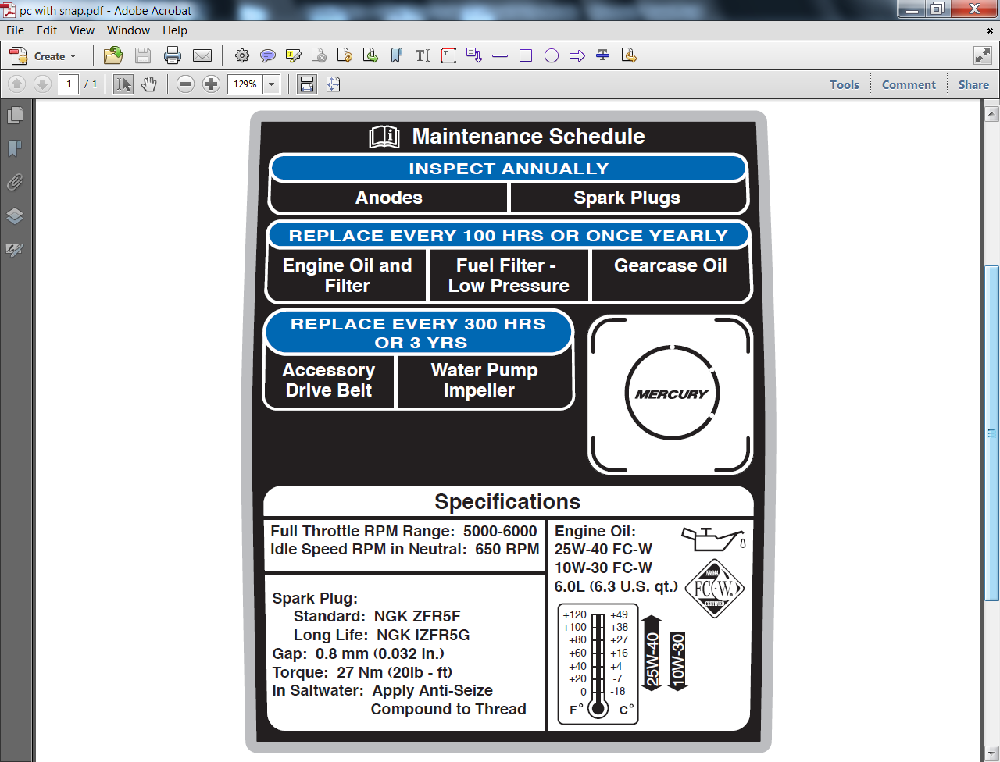 pc with snap.pdf - Adobe Acrobat
File Edit View Window Help
Create
1 / 1 129% Tools Comment Share
i Maintenance Schedule
INSPECT ANNUALLY
Anodes Spark Plugs
REPLACE EVERY 100 HRS OR ONCE YEARLY
Engine Oil and
Filter
Fuel Filter -
Low Pressure
Gearcase Oil
REPLACE EVERY 300 HRS
OR 3 YRS
Accessory
Drive Belt
Water Pump
Impeller
MERCURY
Specifications
Full Throttle RPM Range: 5000-6000
Idle Speed RPM in Neutral: 650 RPM
Spark Plug:
Standard: NGK ZFR5F
Long Life: NGK IZFR5G
Gap: 0.8 mm (0.032 in.)
Torque: 27 Nm (20lb - ft)
In Saltwater: Apply Anti-Seize
Compound to Thread
Engine Oil:
25W-40 FC-W
10W-30 FC-W
6.0L (6.3 U.S. qt.)
NMMA
FC-W®
CERTIFIED
+120 +49
+100 +38
+80 +27
+60 +16
+40 +4
+20 -7
0 -18
F° C°
25W-40
10W-30